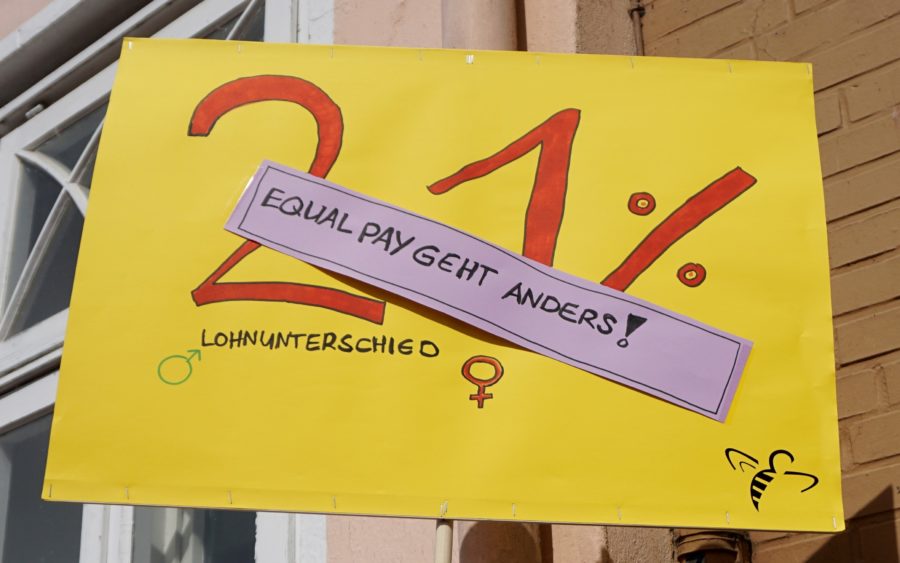 21%
EQUAL PAY GEHT ANDERS!
LOHNUNTERSCHIED
♂ ♀